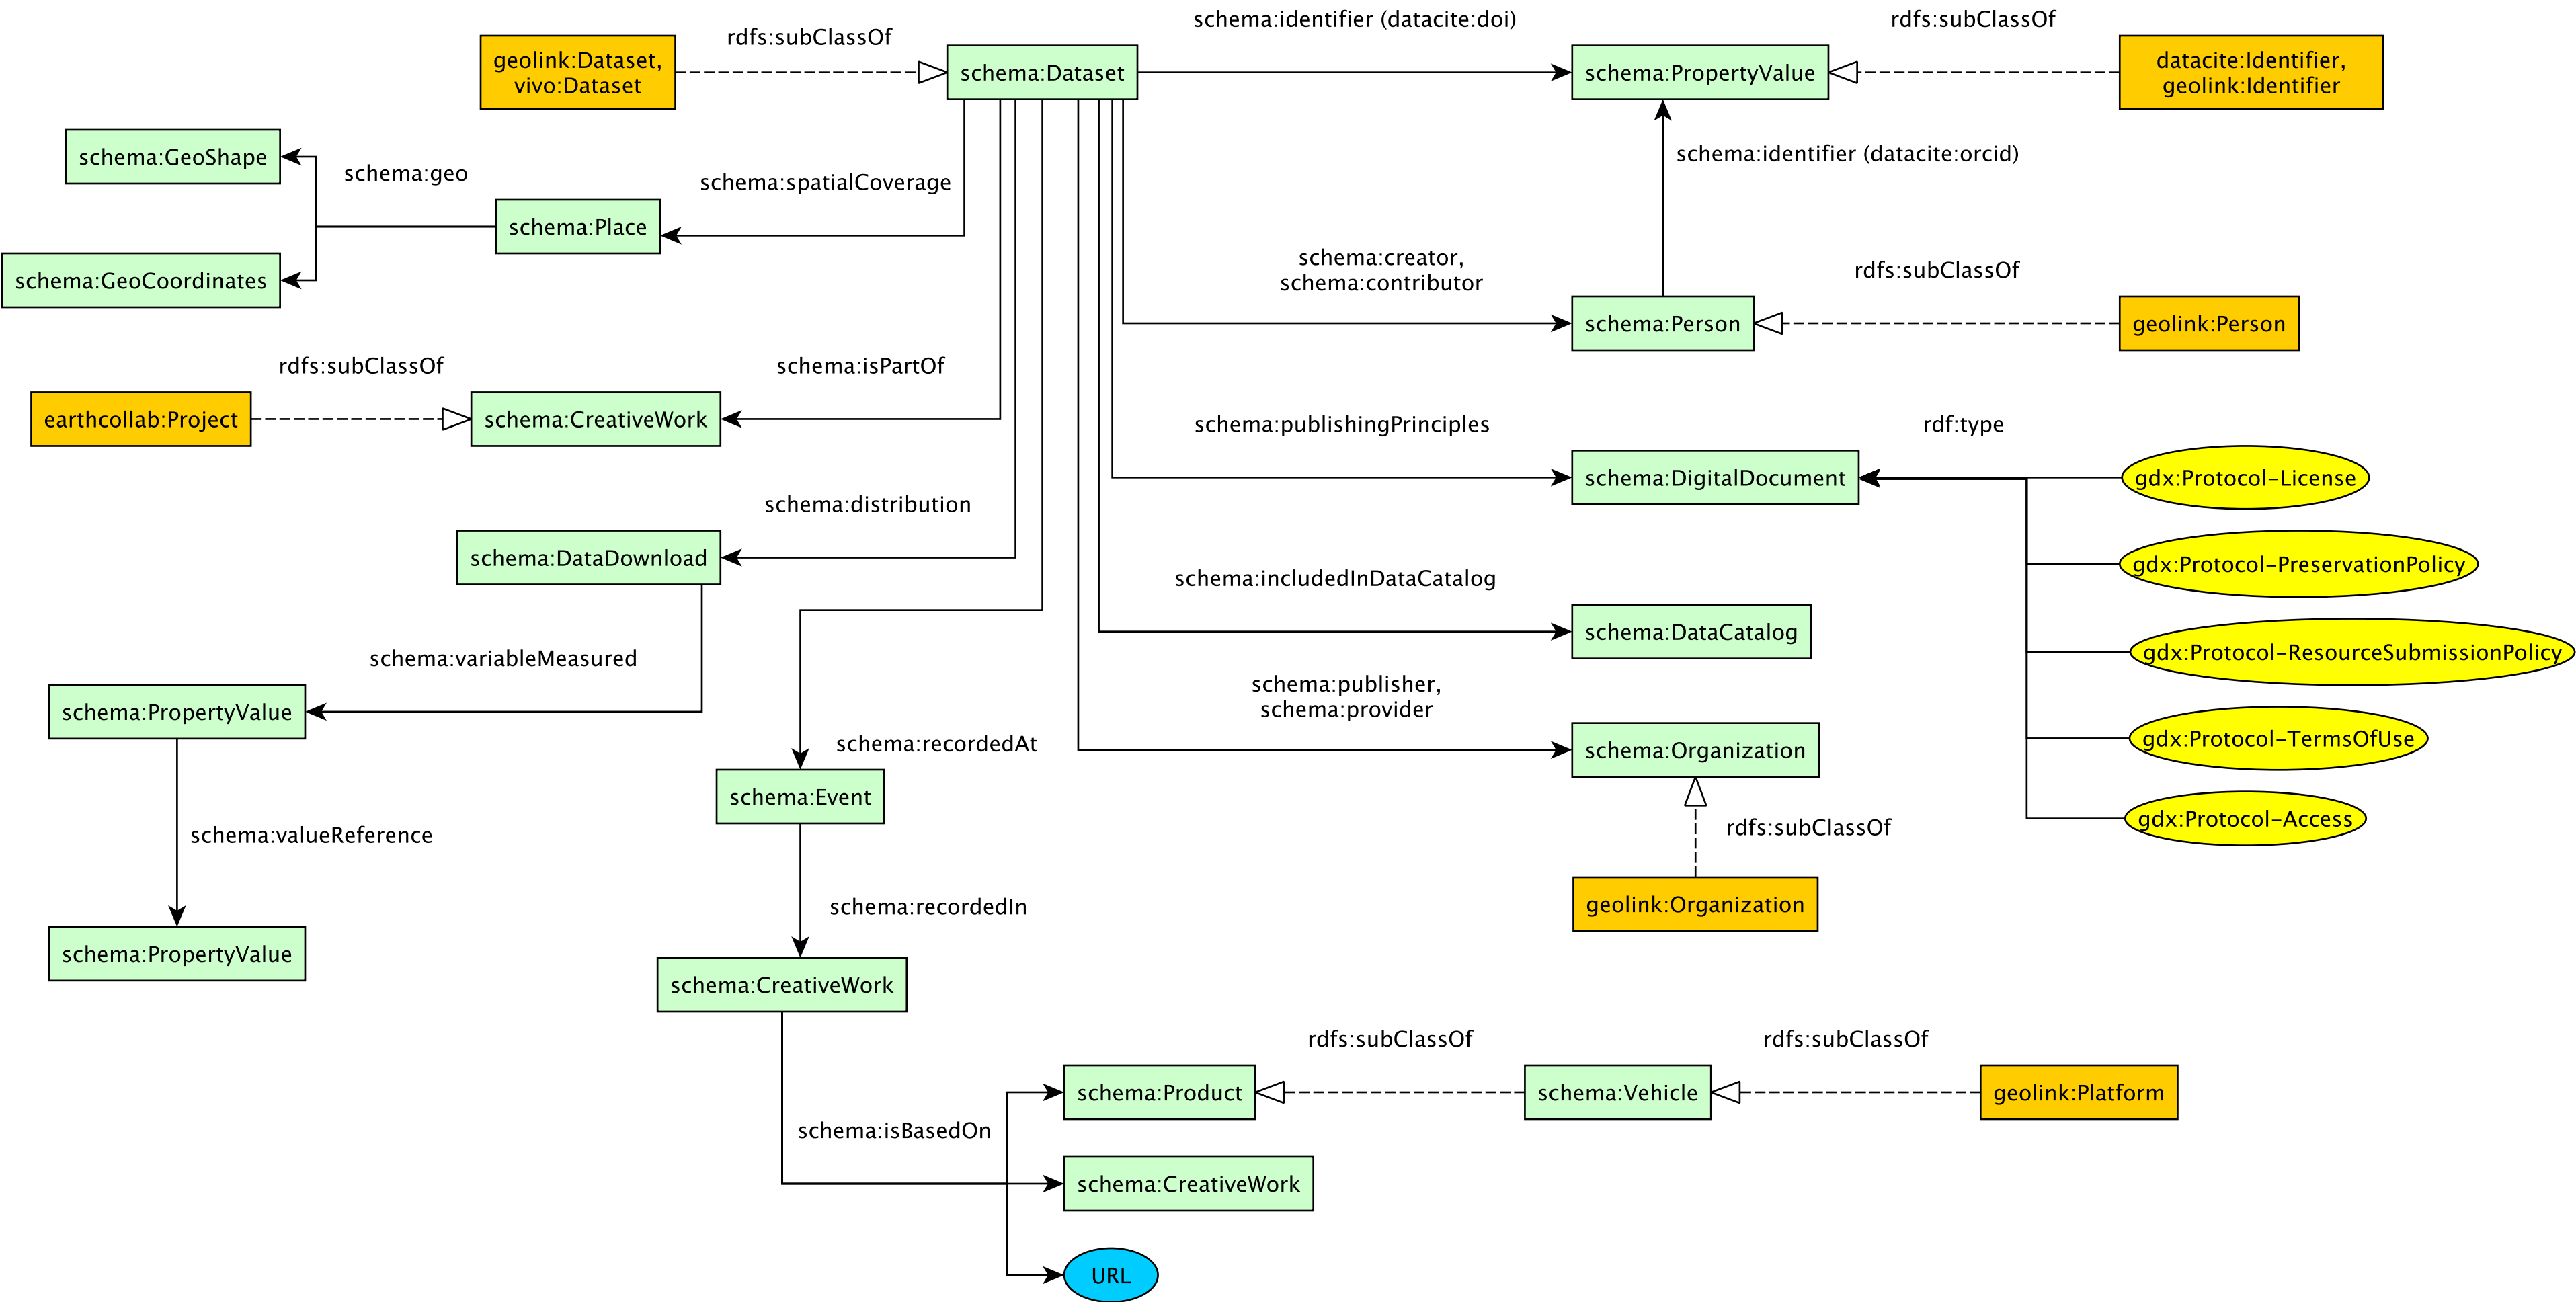 schema:identifier (datacite:doi)
rdfs:subClassOf
rdfs:subClassOf
geolink:Dataset,
vivo:Dataset
schema:Dataset
schema:PropertyValue
datacite:Identifier,
geolink:Identifier
schema:GeoShape
schema:geo
schema:spatialCoverage
schema:identifier (datacite:orcid)
schema:Place
schema:GeoCoordinates
schema:creator,
schema:contributor
rdfs:subClassOf
schema:Person
geolink:Person
rdfs:subClassOf
schema:isPartOf
earthcollab:Project
schema:CreativeWork
schema:publishingPrinciples
rdf:type
schema:DigitalDocument
gdx:Protocol-License
schema:distribution
schema:DataDownload
gdx:Protocol-PreservationPolicy
schema:includedInDataCatalog
schema:DataCatalog
gdx:Protocol-ResourceSubmissionPolicy
schema:variableMeasured
schema:publisher,
schema:provider
schema:PropertyValue
schema:recordedAt
schema:Organization
gdx:Protocol-TermsOfUse
schema:Event
gdx:Protocol-Access
schema:valueReference
rdfs:subClassOf
schema:recordedIn
geolink:Organization
schema:PropertyValue
schema:CreativeWork
rdfs:subClassOf
rdfs:subClassOf
schema:Product
schema:Vehicle
geolink:Platform
schema:isBasedOn
schema:CreativeWork
URL